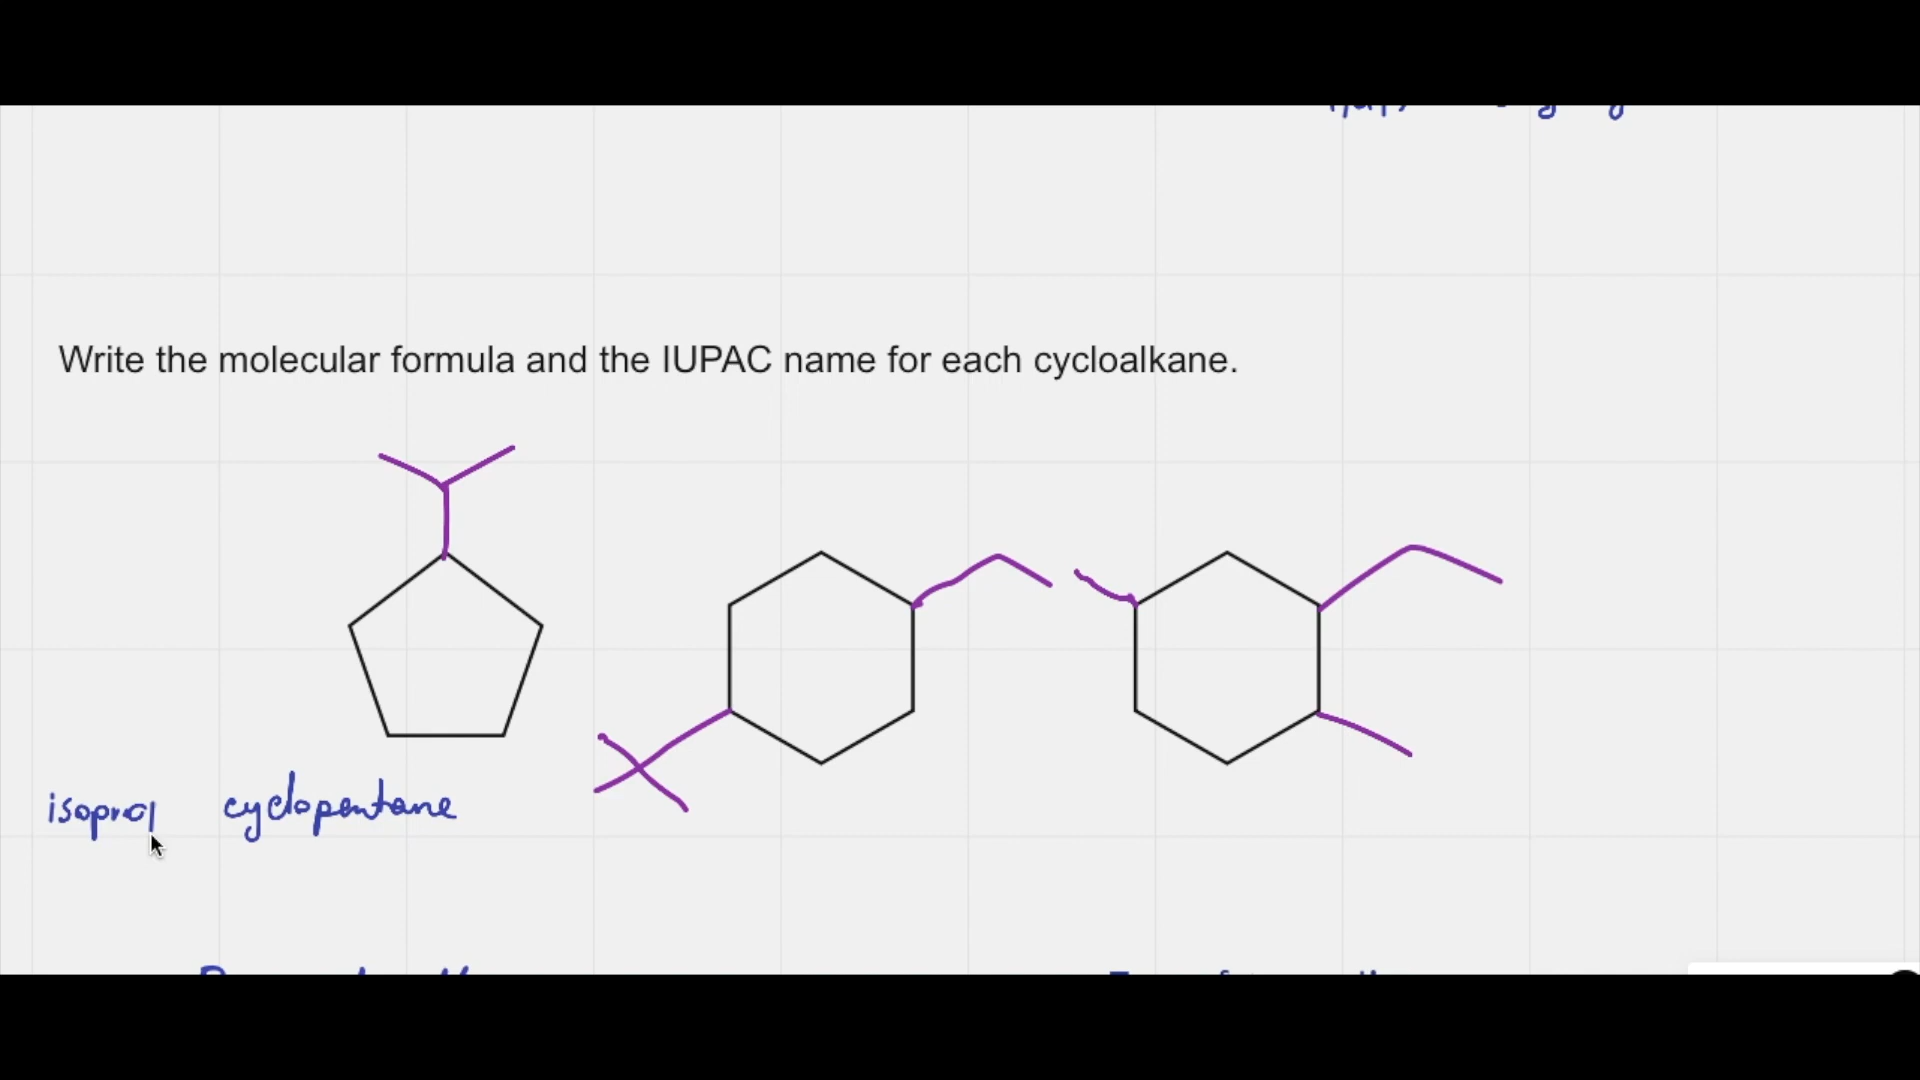 Write the molecular formula and the IUPAC name for each cycloalkane.
isoprol cyclopentane